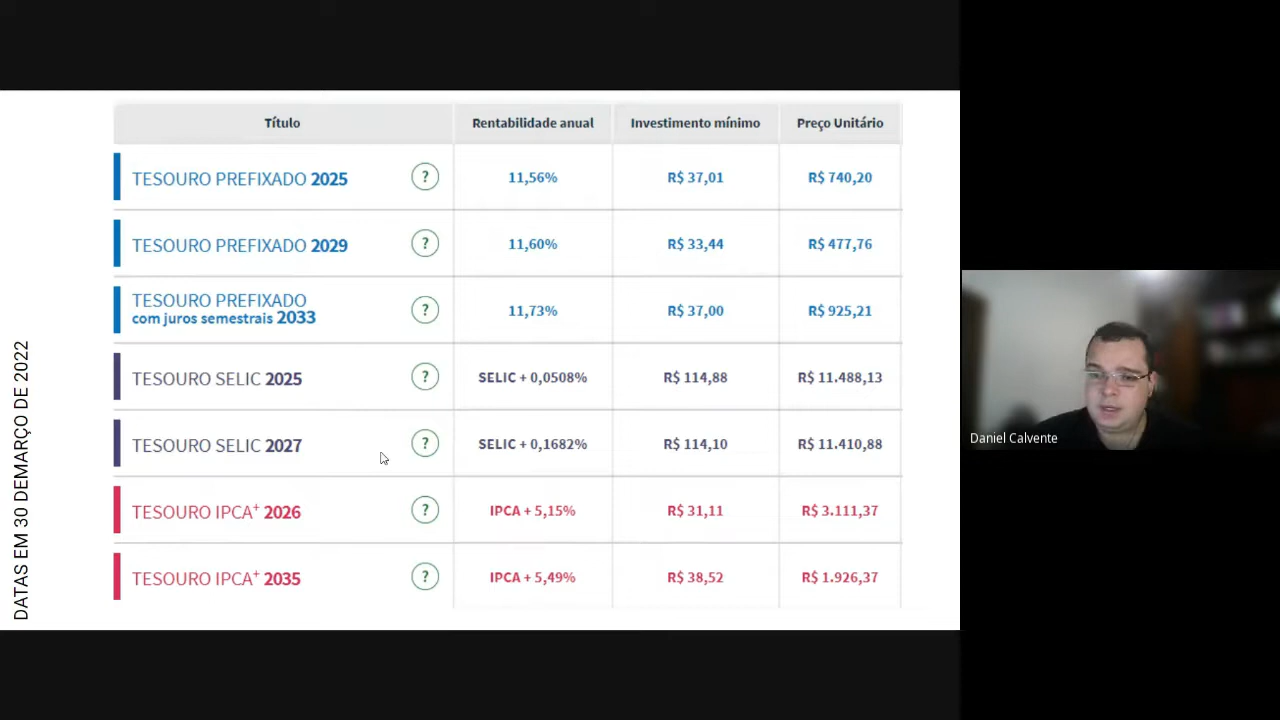 Título Rentabilidade anual Investimento mínimo Preço Unitário
TESOURO PREFIXADO 2025 ? 11,56% R$ 37,01 R$ 740,20
TESOURO PREFIXADO 2029 ? 11,60% R$ 33,44 R$ 477,76
TESOURO PREFIXADO
com juros semestrais 2033 ? 11,73% R$ 37,00 R$ 925,21
TESOURO SELIC 2025 ? SELIC + 0,0508% R$ 114,88 R$ 11.488,13
TESOURO SELIC 2027 ? SELIC + 0,1682% R$ 114,10 R$ 11.410,88
TESOURO IPCA+ 2026 ? IPCA + 5,15% R$ 31,11 R$ 3.111,37
TESOURO IPCA+ 2035 ? IPCA + 5,49% R$ 38,52 R$ 1.926,37
DATAS EM 30 DEMARÇO DE 2022
Daniel Calvente